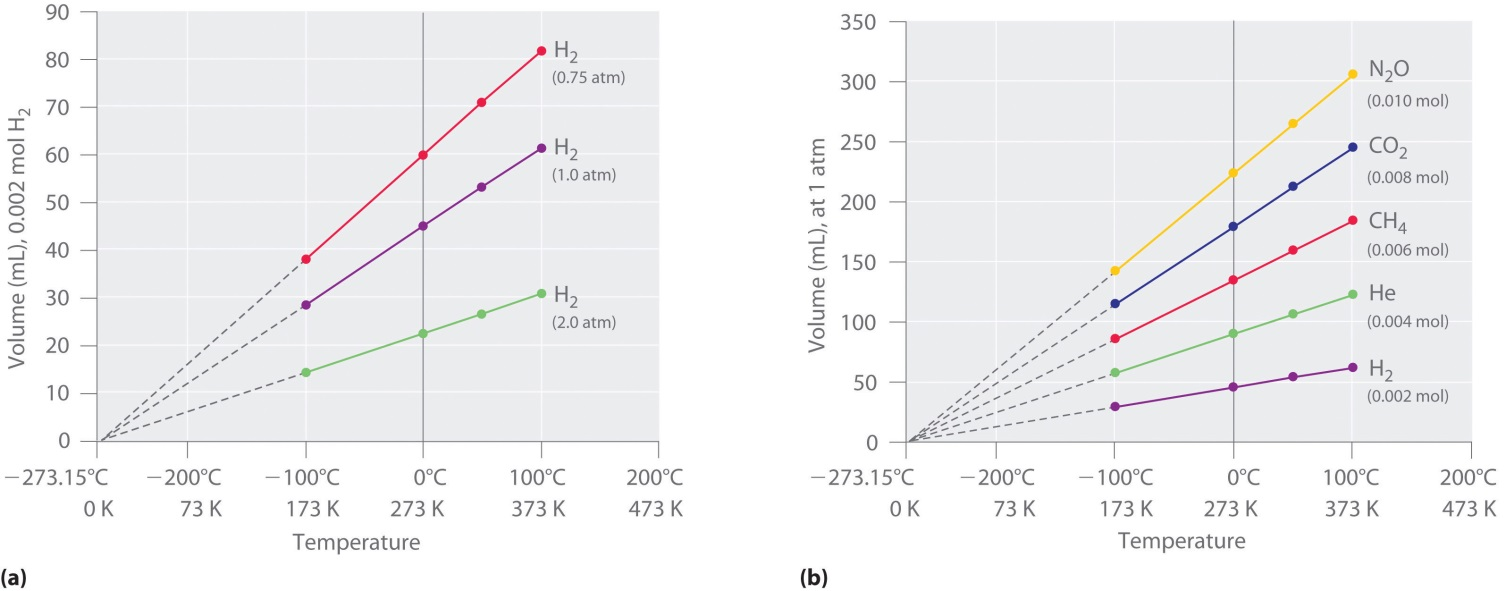 90
80
70
60
50
40
30
20
10
0
Volume (mL), 0.002 mol H₂
H₂
(0.75 atm)
H₂
(1.0 atm)
H₂
(2.0 atm)
−273.15°C −200°C −100°C 0°C 100°C 200°C
0 K 73 K 173 K 273 K 373 K 473 K
Temperature
(a)
350
300
250
200
150
100
50
0
Volume (mL), at 1 atm
N₂O
(0.010 mol)
CO₂
(0.008 mol)
CH₄
(0.006 mol)
He
(0.004 mol)
H₂
(0.002 mol)
−273.15°C −200°C −100°C 0°C 100°C 200°C
0 K 73 K 173 K 273 K 373 K 473 K
Temperature
(b)